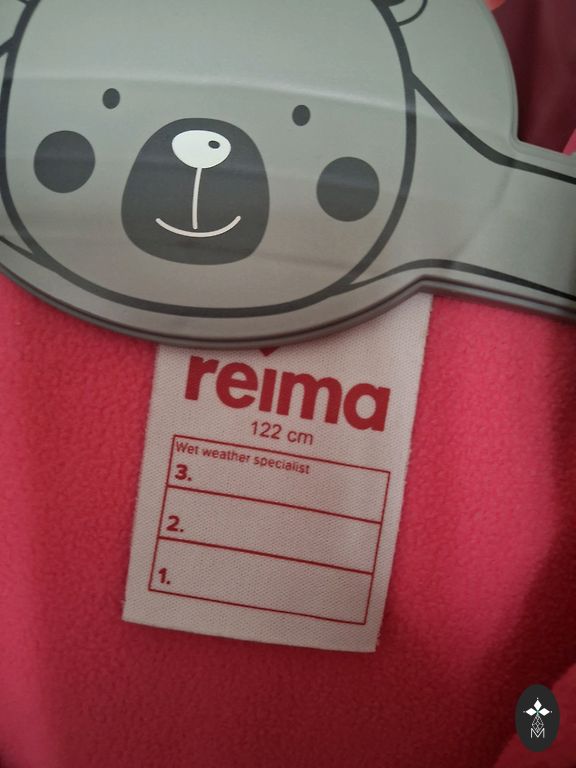 reima
122 cm
Wet weather specialist
3.
2.
1.
M